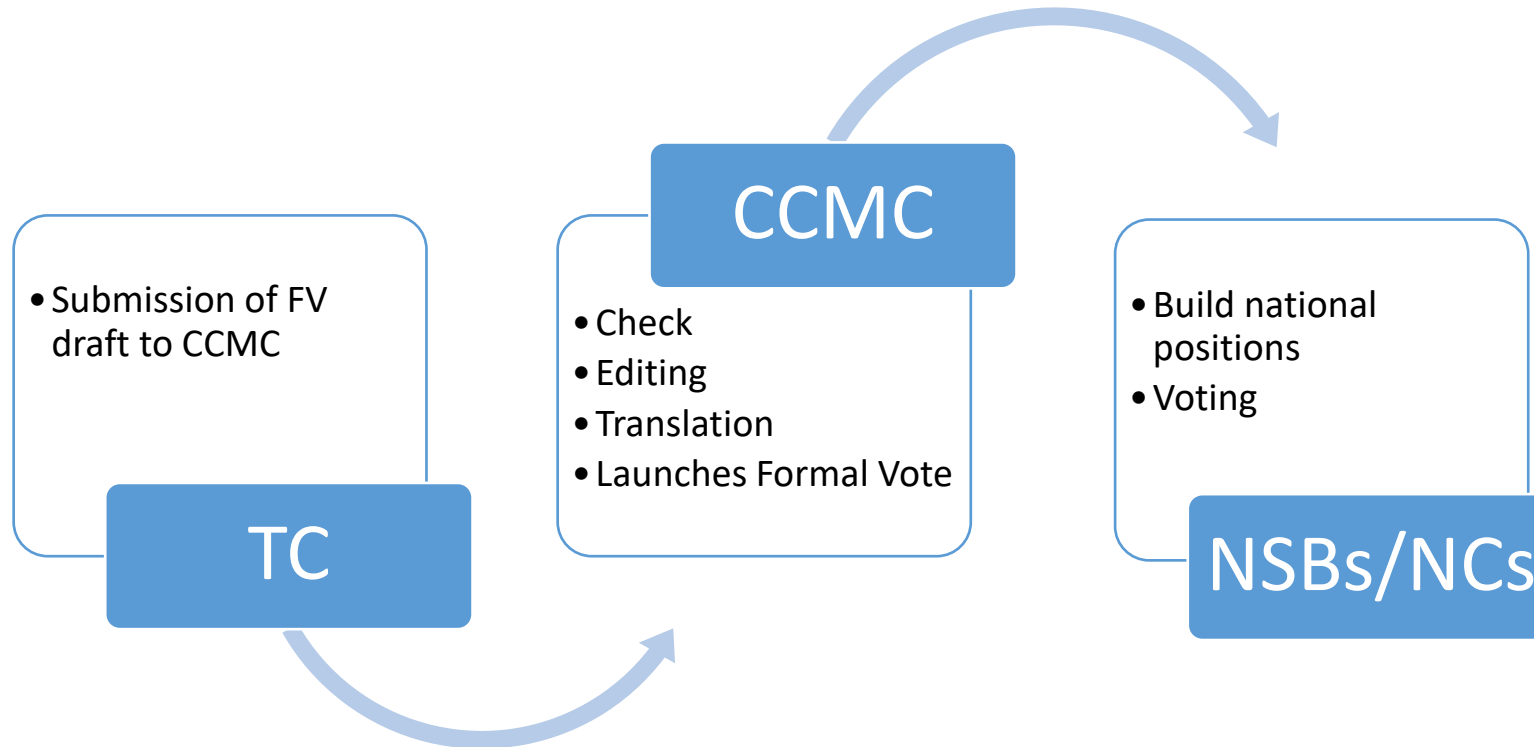 • Submission of FV
draft to CCMC
TC
CCMC
• Check
• Editing
• Translation
• Launches Formal Vote
• Build national
positions
• Voting
NSBs/NCs